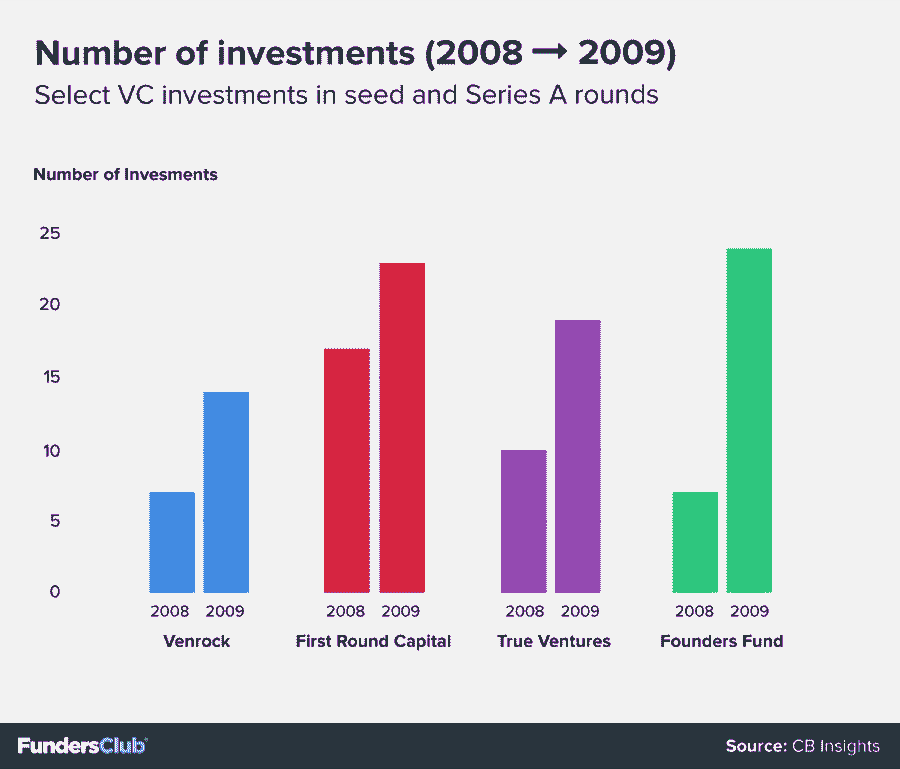 Number of investments (2008 → 2009)
Select VC investments in seed and Series A rounds
Number of Invesments
25
20
15
10
5
0
2008 2009 2008 2009 2008 2009 2008 2009
Venrock First Round Capital True Ventures Founders Fund
FundersClub Source: CB Insights